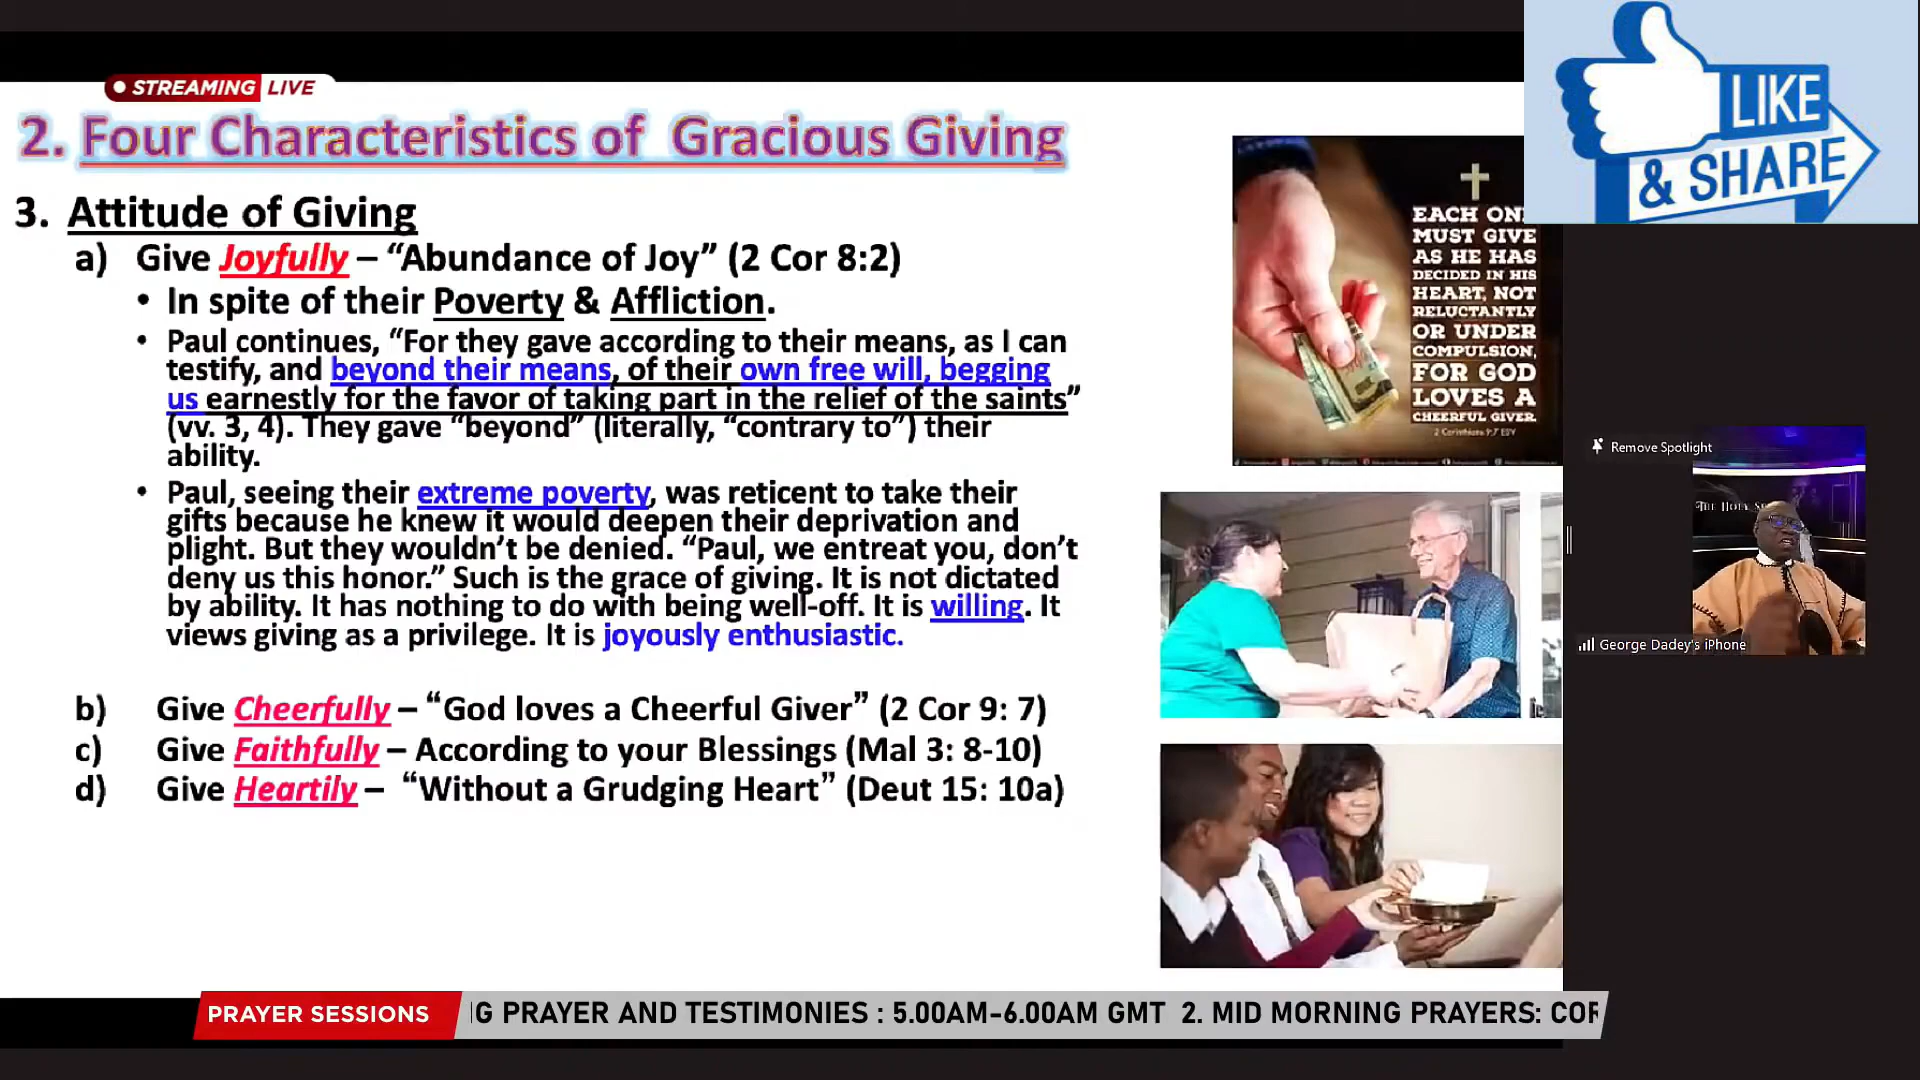 STREAMING LIVE
2. Four Characteristics of Gracious Giving
3. Attitude of Giving
a) Give Joyfully – “Abundance of Joy” (2 Cor 8:2)
• In spite of their Poverty & Affliction.
• Paul continues, “For they gave according to their means, as I can
testify, and beyond their means, of their own free will, begging
us earnestly for the favor of taking part in the relief of the saints”
(vv. 3, 4). They gave “beyond” (literally, “contrary to”) their
ability.
• Paul, seeing their extreme poverty, was reticent to take their
gifts because he knew it would deepen their deprivation and
plight. But they wouldn’t be denied. “Paul, we entreat you, don’t
deny us this honor.” Such is the grace of giving. It is not dictated
by ability. It has nothing to do with being well-off. It is willing. It
views giving as a privilege. It is joyously enthusiastic.
b) Give Cheerfully – “God loves a Cheerful Giver” (2 Cor 9: 7)
c) Give Faithfully – According to your Blessings (Mal 3: 8-10)
d) Give Heartily – “Without a Grudging Heart” (Deut 15: 10a)
EACH ONE
MUST GIVE
AS HE HAS
DECIDED IN HIS
HEART, NOT
RELUCTANTLY
OR UNDER
COMPULSION,
FOR GOD
LOVES A
CHEERFUL GIVER.
2 Corinthians 9:7 ESV
LIKE
& SHARE
Remove Spotlight
THE HOLY
George Dadey's iPhone
PRAYER SESSIONS
NG PRAYER AND TESTIMONIES : 5.00AM-6.00AM GMT 2. MID MORNING PRAYERS: COR